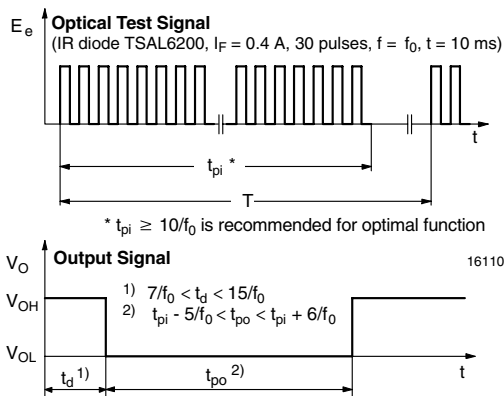 E_e
Optical Test Signal
(IR diode TSAL6200, I_F = 0.4 A, 30 pulses, f = f_0, t = 10 ms)
t
t_pi *
T
* t_pi ≥ 10/f_0 is recommended for optimal function
V_O
Output Signal
16110
V_OH
1) 7/f_0 < t_d < 15/f_0
2) t_pi - 5/f_0 < t_po < t_pi + 6/f_0
V_OL
t
t_d 1)
t_po 2)